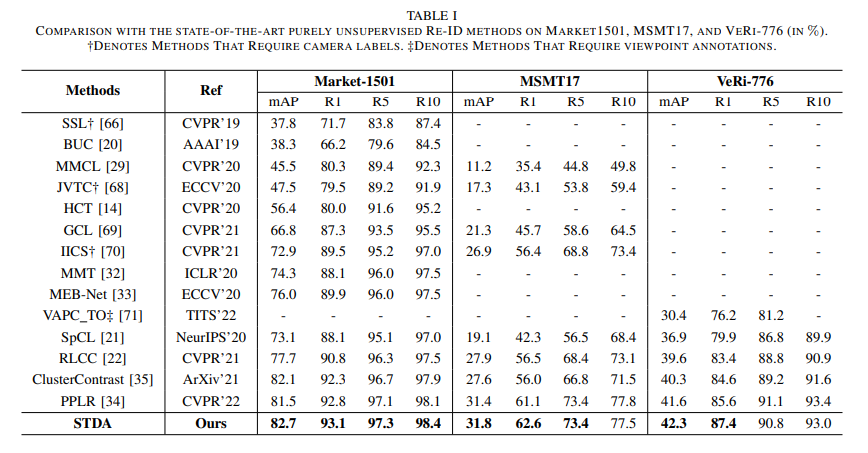 TABLE I
COMPARISON WITH THE STATE-OF-THE-ART PURELY UNSUPERVISED RE-ID METHODS ON MARKET1501, MSMT17, AND VERI-776 (IN %).
†DENOTES METHODS THAT REQUIRE CAMERA LABELS. ‡DENOTES METHODS THAT REQUIRE VIEWPOINT ANNOTATIONS.
Methods Ref Market-1501 MSMT17 VeRi-776
mAP R1 R5 R10 mAP R1 R5 R10 mAP R1 R5 R10
SSL† [66] CVPR'19 37.8 71.7 83.8 87.4 - - - - - - - -
BUC [20] AAAI'19 38.3 66.2 79.6 84.5 - - - - - - - -
MMCL [29] CVPR'20 45.5 80.3 89.4 92.3 11.2 35.4 44.8 49.8 - - - -
JVTC† [68] ECCV'20 47.5 79.5 89.2 91.9 17.3 43.1 53.8 59.4 - - - -
HCT [14] CVPR'20 56.4 80.0 91.6 95.2 - - - - - - - -
GCL [69] CVPR'21 66.8 87.3 93.5 95.5 21.3 45.7 58.6 64.5 - - - -
IICS† [70] CVPR'21 72.9 89.5 95.2 97.0 26.9 56.4 68.8 73.4 - - - -
MMT [32] ICLR'20 74.3 88.1 96.0 97.5 - - - - - - - -
MEB-Net [33] ECCV'20 76.0 89.9 96.0 97.5 - - - - - - - -
VAPC_TO‡ [71] TITS'22 - - - - - - - - 30.4 76.2 81.2 -
SpCL [21] NeurIPS'20 73.1 88.1 95.1 97.0 19.1 42.3 56.5 68.4 36.9 79.9 86.8 89.9
RLCC [22] CVPR'21 77.7 90.8 96.3 97.5 27.9 56.5 68.4 73.1 39.6 83.4 88.8 90.9
ClusterContrast [35] ArXiv'21 82.1 92.3 96.7 97.9 27.6 56.0 66.8 71.5 40.3 84.6 89.2 91.6
PPLR [34] CVPR'22 81.5 92.8 97.1 98.1 31.4 61.1 73.4 77.8 41.6 85.6 91.1 93.4
STDA Ours 82.7 93.1 97.3 98.4 31.8 62.6 73.4 77.5 42.3 87.4 90.8 93.0